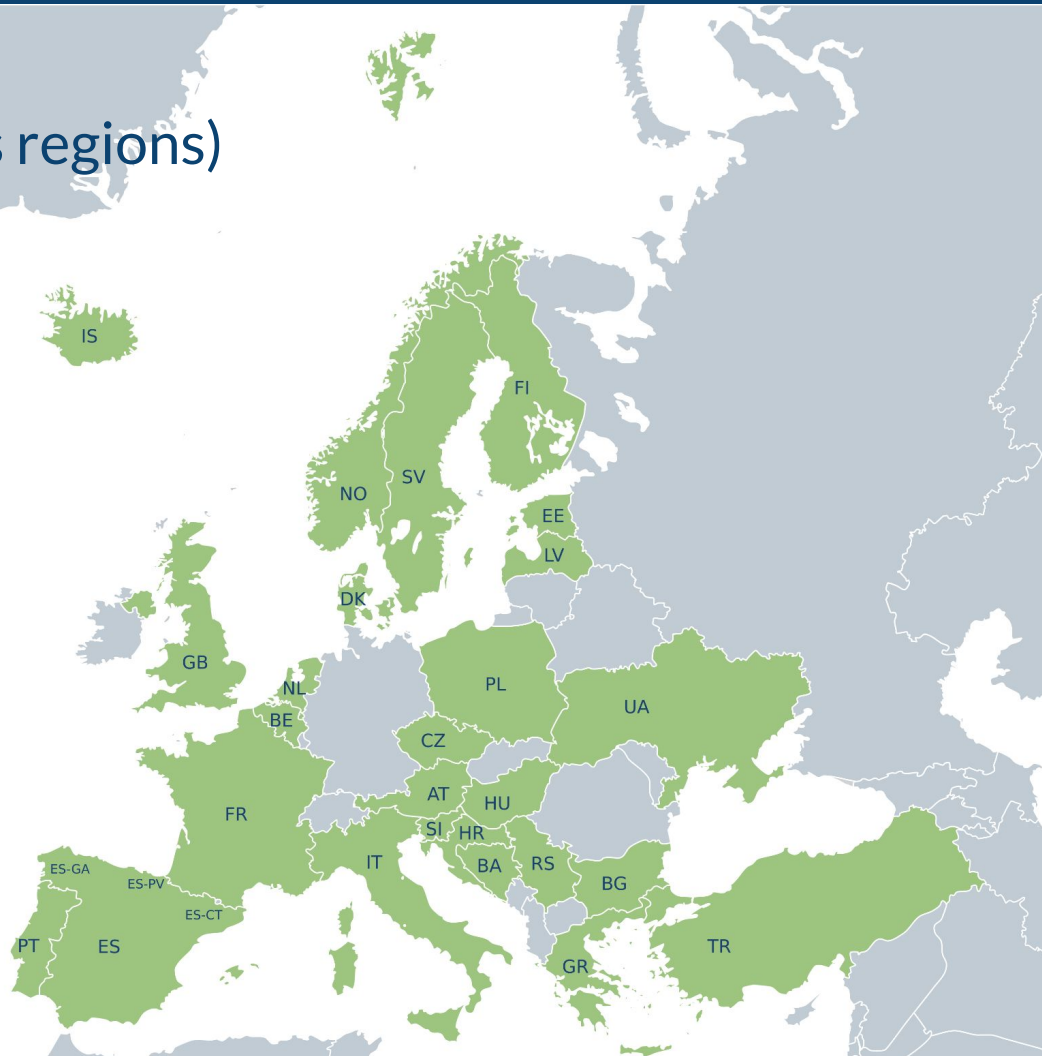 s regions)
IS
FI
SV
NO
EE
LV
DK
GB
NL
PL
BE
UA
CZ
AT
HU
FR
SI
HR
IT
BA
RS
ES-GA
ES-PV
BG
ES-CT
PT
ES
TR
GR